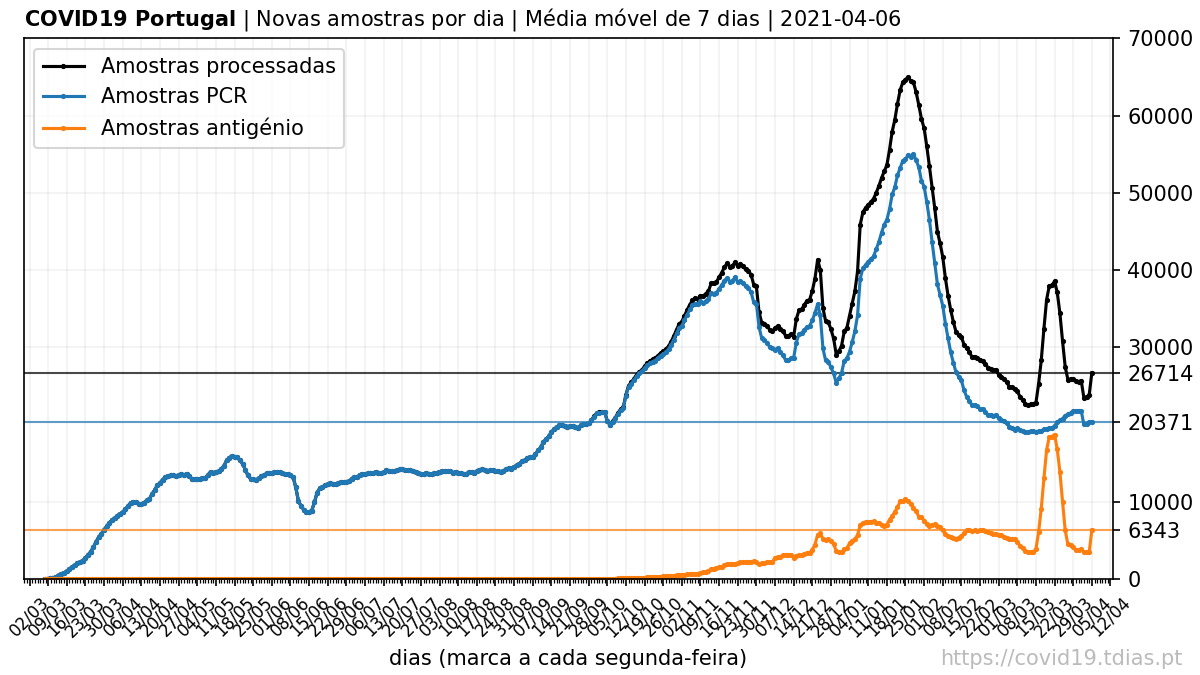 COVID19 Portugal | Novas amostras por dia | Média móvel de 7 dias | 2021-04-06
Amostras processadas
Amostras PCR
Amostras antigénio
70000
60000
50000
40000
30000
26714
20371
10000
6343
0
02/03 09/03 16/03 23/03 30/03 06/04 13/04 20/04 27/04 04/05 11/05 18/05 25/05 01/06 08/06 15/06 22/06 29/06 06/07 13/07 20/07 27/07 03/08 10/08 17/08 24/08 31/08 07/09 14/09 21/09 28/09 05/10 12/10 19/10 26/10 02/11 09/11 16/11 23/11 30/11 07/12 14/12 21/12 28/12 04/01 11/01 18/01 25/01 01/02 08/02 15/02 22/02 01/03 08/03 15/03 22/03 29/03 05/04 12/04
dias (marca a cada segunda-feira)
https://covid19.tdias.pt